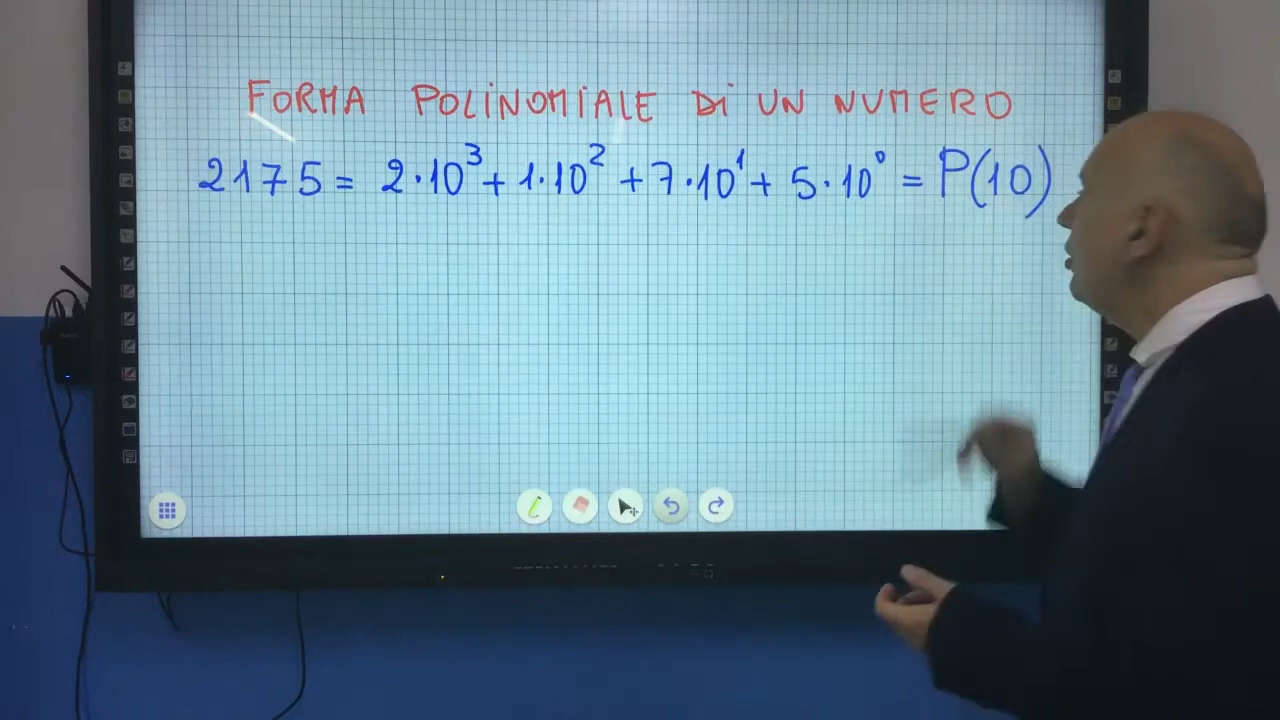 FORMA POLINOMIALE Di UN NUMERO
2175 = 2·10³ + 1·10² + 7·10¹ + 5·10⁰ = P(10)